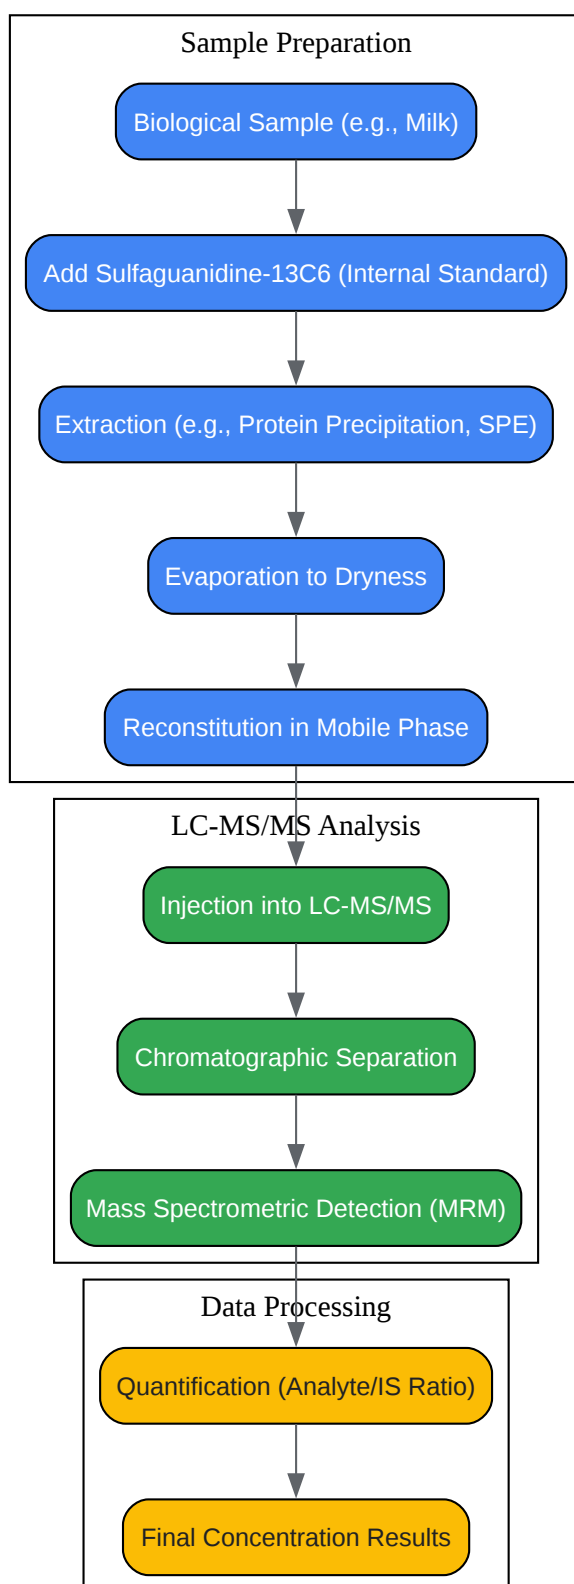 Sample Preparation
Biological Sample (e.g., Milk)
Add Sulfaguanidine-13C6 (Internal Standard)
Extraction (e.g., Protein Precipitation, SPE)
Evaporation to Dryness
Reconstitution in Mobile Phase
LC-MS/MS Analysis
Injection into LC-MS/MS
Chromatographic Separation
Mass Spectrometric Detection (MRM)
Data Processing
Quantification (Analyte/IS Ratio)
Final Concentration Results